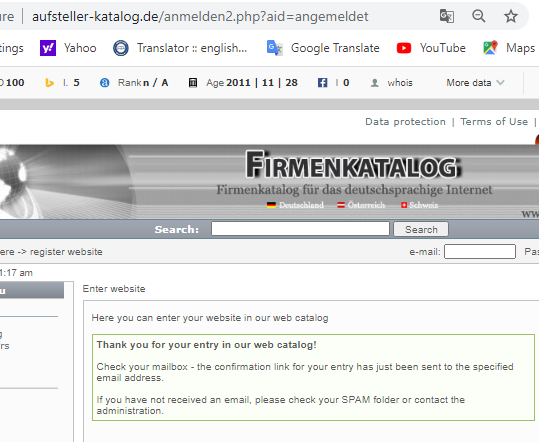 aufsteller-katalog.de/anmelden2.php?aid=angemeldet
Yahoo Translator :: english... Google Translate YouTube Maps
100 I. 5 Rank n / A Age 2011 | 11 | 28 I 0 whois More data
Data protection | Terms of Use |
FIRMENKATALOG
Firmenkatalog für das deutschsprachige Internet
Deutschland Österreich Schweiz
www
Search: Search
ere -> register website e-mail:
1:17 am
Enter website
Here you can enter your website in our web catalog
Thank you for your entry in our web catalog!
Check your mailbox - the confirmation link for your entry has just been sent to the specified
email address.
If you have not received an email, please check your SPAM folder or contact the
administration.